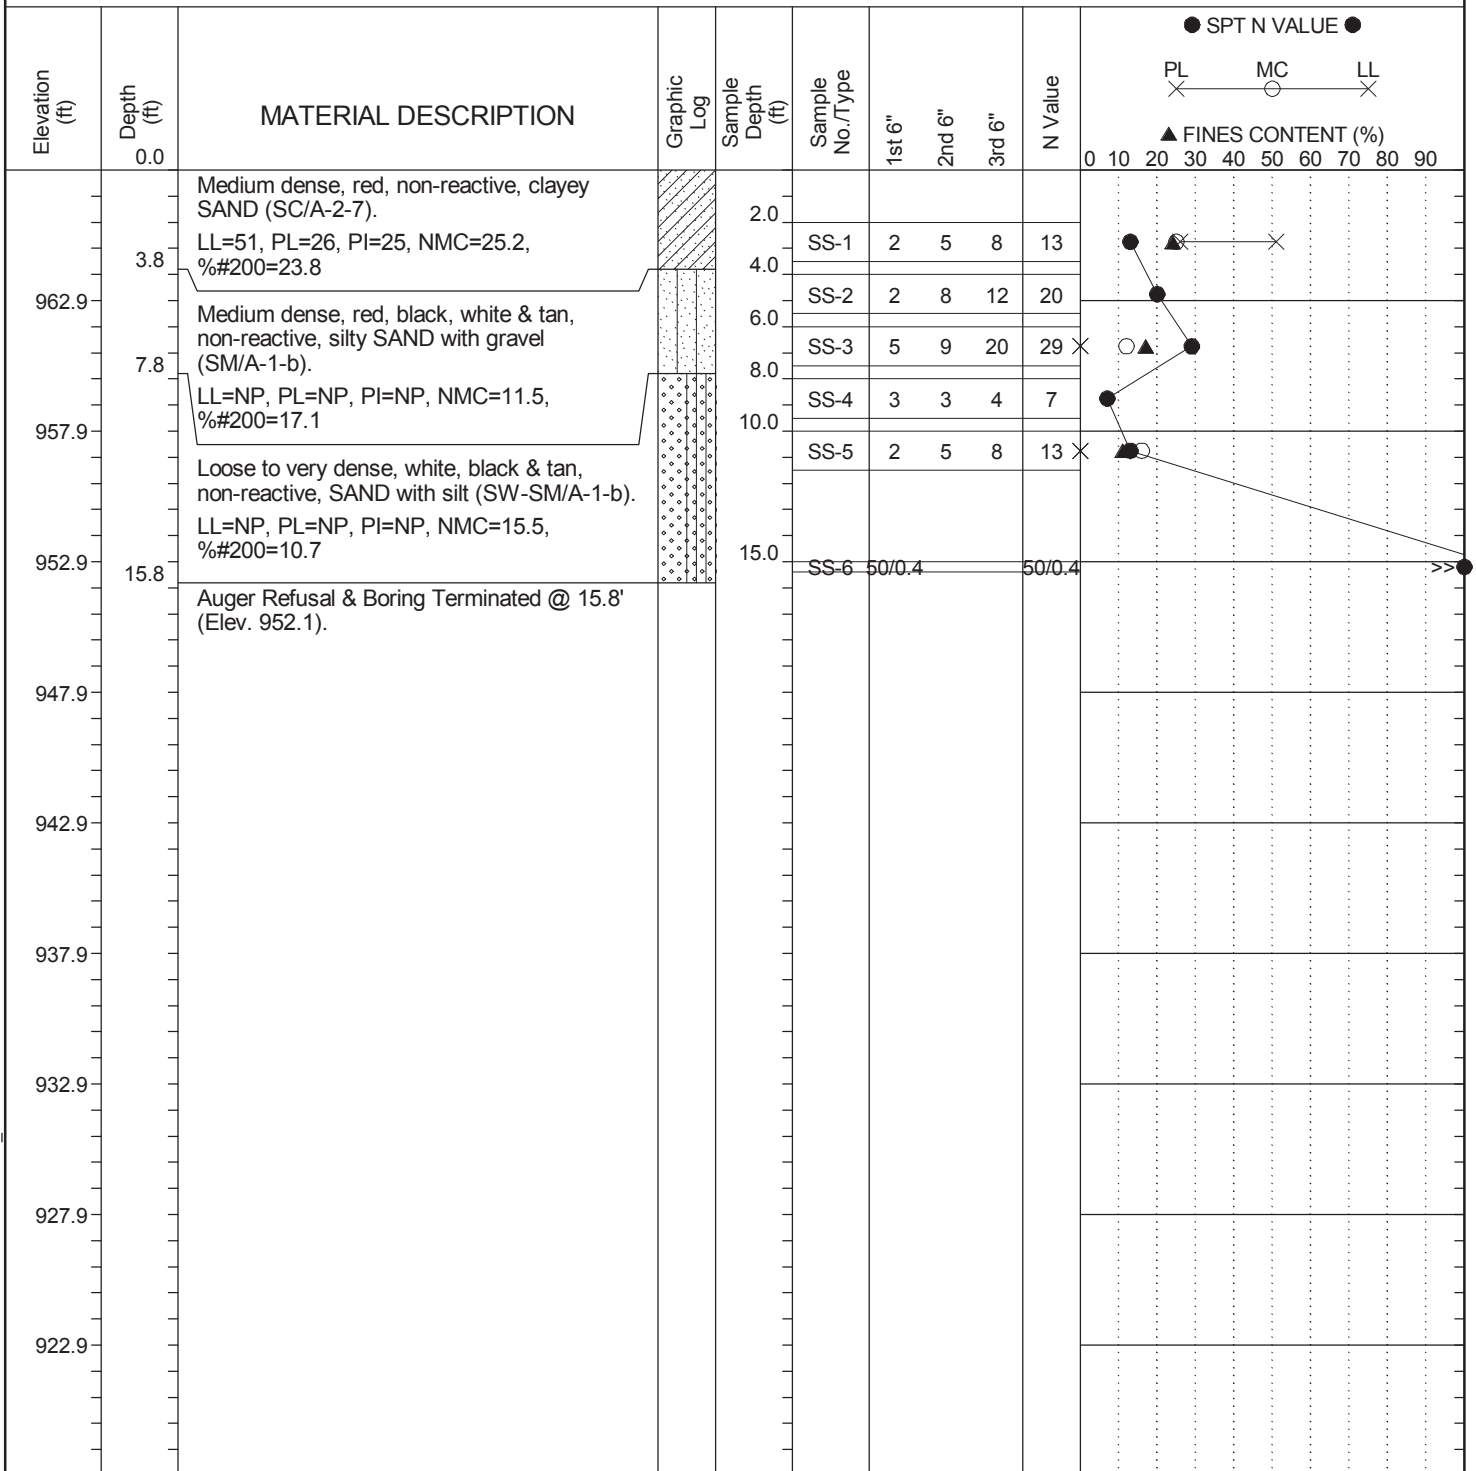 ● SPT N VALUE ●
PL MC LL
▲ FINES CONTENT (%)
0 10 20 30 40 50 60 70 80 90
Elevation
(ft)
Depth
(ft)
0.0
MATERIAL DESCRIPTION
Graphic
Log
Sample
Depth
(ft)
Sample
No./Type
1st 6"
2nd 6"
3rd 6"
N Value
Medium dense, red, non-reactive, clayey
SAND (SC/A-2-7).
LL=51, PL=26, PI=25, NMC=25.2,
%#200=23.8
3.8
2.0
SS-1 2 5 8 13
4.0
962.9
Medium dense, red, black, white & tan,
non-reactive, silty SAND with gravel
(SM/A-1-b).
7.8
SS-2 2 8 12 20
6.0
SS-3 5 9 20 29
8.0
LL=NP, PL=NP, PI=NP, NMC=11.5,
%#200=17.1
SS-4 3 3 4 7
10.0
957.9
Loose to very dense, white, black & tan,
non-reactive, SAND with silt (SW-SM/A-1-b).
LL=NP, PL=NP, PI=NP, NMC=15.5,
%#200=10.7
SS-5 2 5 8 13
15.0
952.9
15.8
SS-6 50/0.4 50/0.4 >>
Auger Refusal & Boring Terminated @ 15.8'
(Elev. 952.1).
947.9
942.9
937.9
932.9
927.9
922.9